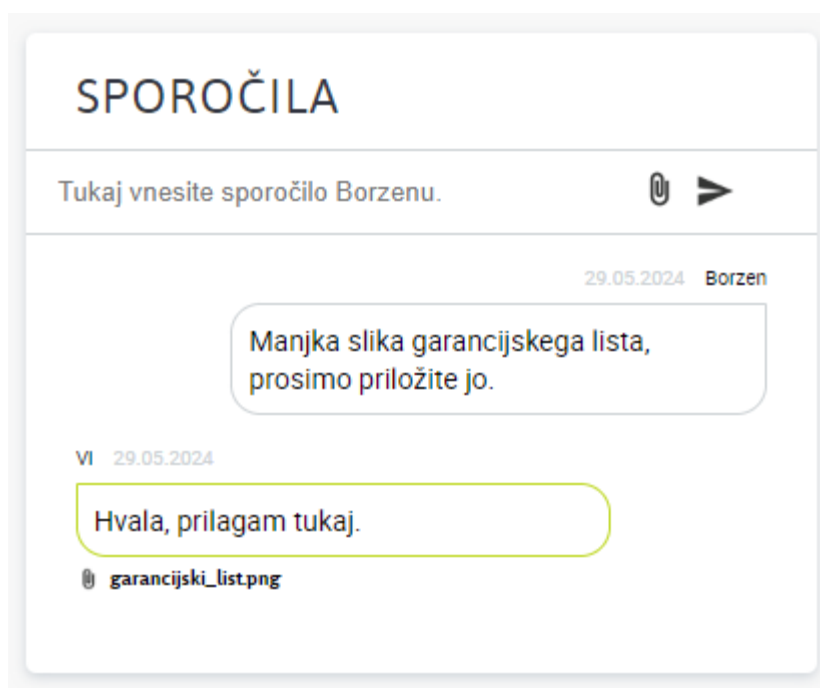 SPOROČILA
Tukaj vnesite sporočilo Borzenu.
29.05.2024 Borzen
Manjka slika garancijskega lista,
prosimo priložite jo.
VI 29.05.2024
Hvala, prilagam tukaj.
garancijski_list.png